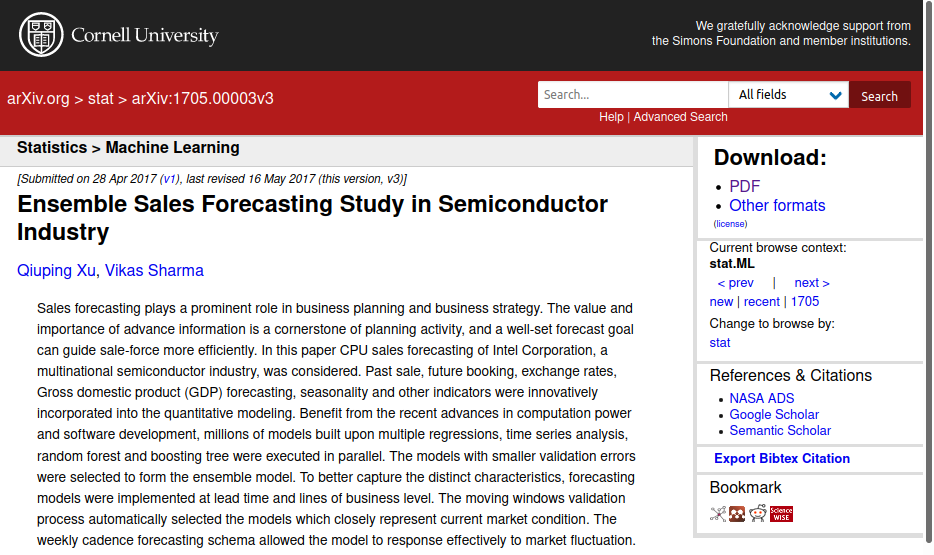 Cornell University
We gratefully acknowledge support from
the Simons Foundation and member institutions.
arXiv.org > stat > arXiv:1705.00003v3
Search...
All fields
Search
Help | Advanced Search
Statistics > Machine Learning
[Submitted on 28 Apr 2017 (v1), last revised 16 May 2017 (this version, v3)]
Ensemble Sales Forecasting Study in Semiconductor
Industry
Qiuping Xu, Vikas Sharma
Sales forecasting plays a prominent role in business planning and business strategy. The value and
importance of advance information is a cornerstone of planning activity, and a well-set forecast goal
can guide sale-force more efficiently. In this paper CPU sales forecasting of Intel Corporation, a
multinational semiconductor industry, was considered. Past sale, future booking, exchange rates,
Gross domestic product (GDP) forecasting, seasonality and other indicators were innovatively
incorporated into the quantitative modeling. Benefit from the recent advances in computation power
and software development, millions of models built upon multiple regressions, time series analysis,
random forest and boosting tree were executed in parallel. The models with smaller validation errors
were selected to form the ensemble model. To better capture the distinct characteristics, forecasting
models were implemented at lead time and lines of business level. The moving windows validation
process automatically selected the models which closely represent current market condition. The
weekly cadence forecasting schema allowed the model to response effectively to market fluctuation.
Download:
PDF
Other formats
(license)
Current browse context:
stat.ML
< prev | next >
new | recent | 1705
Change to browse by:
stat
References & Citations
NASA ADS
Google Scholar
Semantic Scholar
Export Bibtex Citation
Bookmark
Science
WISE